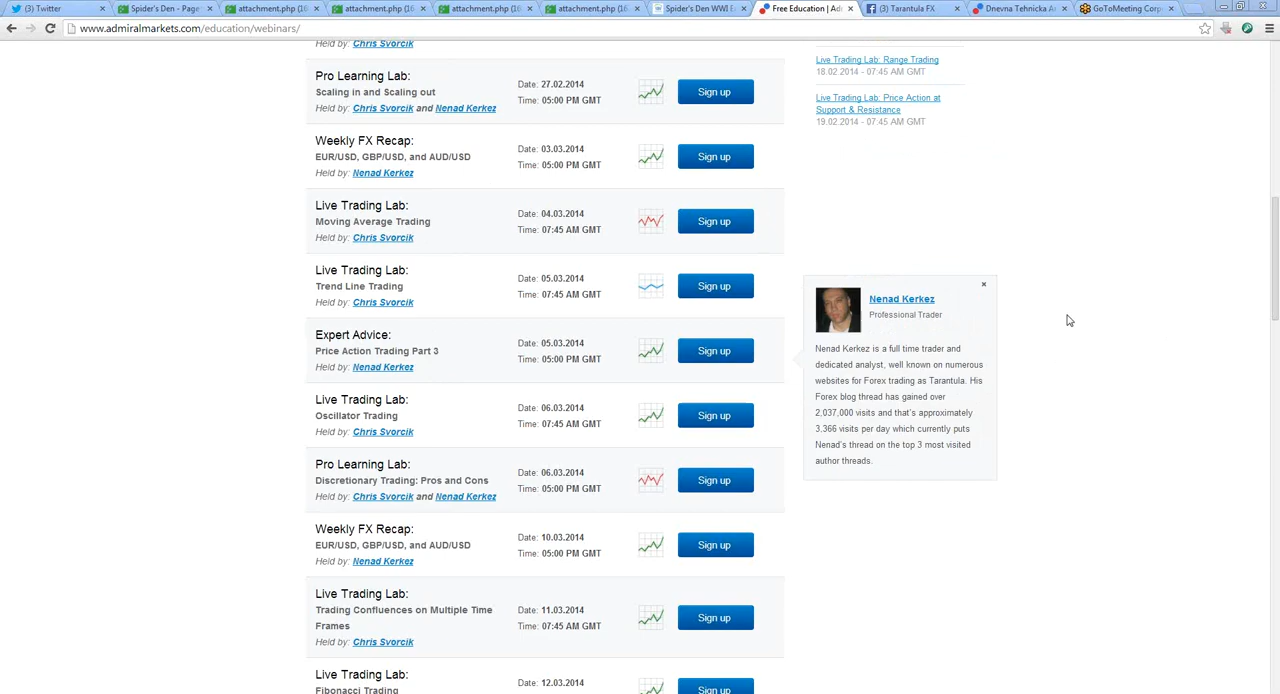 (3) Twitter
Spider's Den - Page
attachment.php (16
attachment.php (16
attachment.php (16
attachment.php (16
Spider's Den WWI E
Free Education | Adm
Tarantula FX
Dnevna Tehnicka A
GoToMeeting Corp
www.admiralmarkets.com/education/webinars/
Held by: Chris Svorcik
Pro Learning Lab:
Scaling in and Scaling out
Held by: Chris Svorcik and Nenad Kerkez
Date: 27.02.2014
Time: 05:00 PM GMT
Sign up
Weekly FX Recap:
EUR/USD, GBP/USD, and AUD/USD
Held by: Nenad Kerkez
Date: 03.03.2014
Time: 05:00 PM GMT
Sign up
Live Trading Lab:
Moving Average Trading
Held by: Chris Svorcik
Date: 04.03.2014
Time: 07:45 AM GMT
Sign up
Live Trading Lab:
Trend Line Trading
Held by: Chris Svorcik
Date: 05.03.2014
Time: 07:45 AM GMT
Sign up
Expert Advice:
Price Action Trading Part 3
Held by: Nenad Kerkez
Date: 05.03.2014
Time: 05:00 PM GMT
Sign up
Live Trading Lab:
Oscillator Trading
Held by: Chris Svorcik
Date: 06.03.2014
Time: 07:45 AM GMT
Sign up
Pro Learning Lab:
Discretionary Trading: Pros and Cons
Held by: Chris Svorcik and Nenad Kerkez
Date: 06.03.2014
Time: 05:00 PM GMT
Sign up
Weekly FX Recap:
EUR/USD, GBP/USD, and AUD/USD
Held by: Nenad Kerkez
Date: 10.03.2014
Time: 05:00 PM GMT
Sign up
Live Trading Lab:
Trading Confluences on Multiple Time
Frames
Held by: Chris Svorcik
Date: 11.03.2014
Time: 07:45 AM GMT
Sign up
Live Trading Lab:
Fibonacci Trading
Date: 12.03.2014
Sign up
Live Trading Lab: Range Trading
18.02.2014 - 07:45 AM GMT
Live Trading Lab: Price Action at
Support & Resistance
19.02.2014 - 07:45 AM GMT
Nenad Kerkez
Professional Trader
Nenad Kerkez is a full time trader and
dedicated analyst, well known on numerous
websites for Forex trading as Tarantula. His
Forex blog thread has gained over
2,037,000 visits and that's approximately
3,366 visits per day which currently puts
Nenad's thread on the top 3 most visited
author threads.